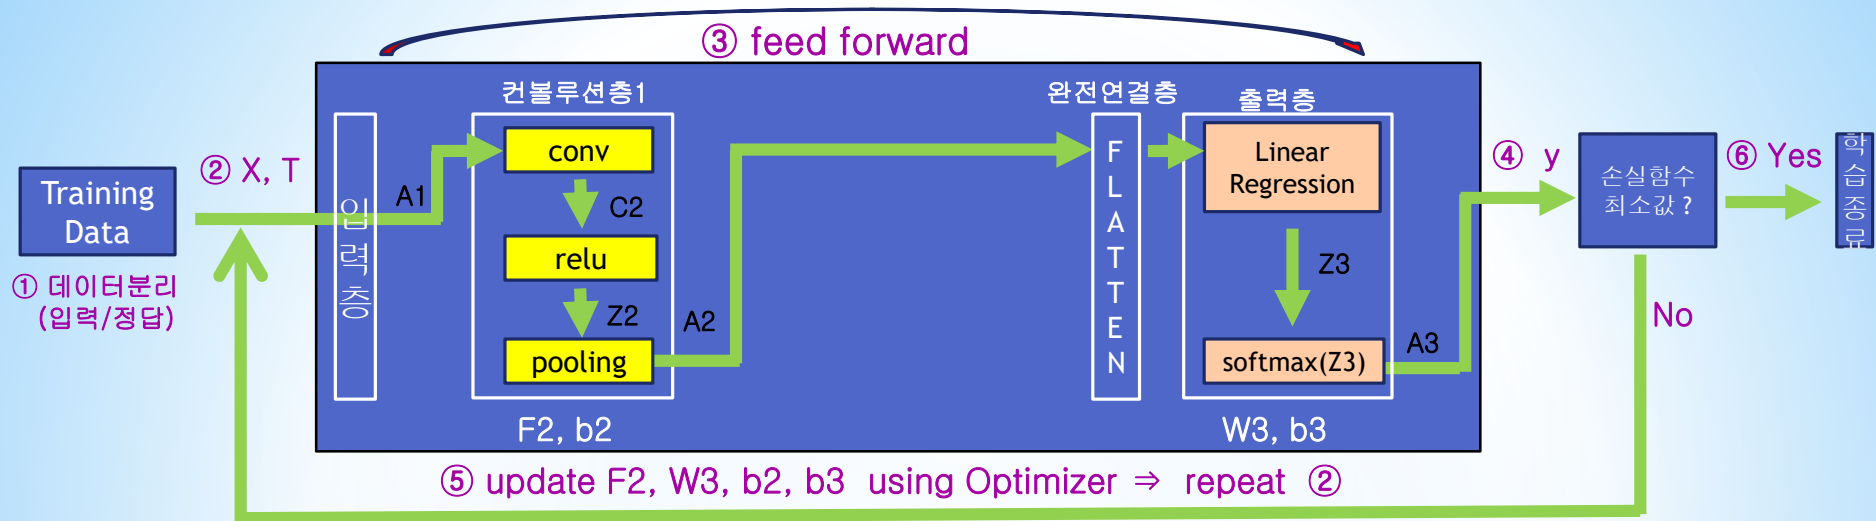 ③ feed forward
컨볼루션층1
완전연결층
출력층
Training
Data
① 데이터분리
(입력/정답)
② X, T
입력층
A1
conv
C2
relu
Z2
pooling
A2
F2, b2
FLATTEN
Linear
Regression
Z3
softmax(Z3)
A3
W3, b3
④ y
손실함수
최소값 ?
⑥ Yes
학습종료
No
⑤ update F2, W3, b2, b3 using Optimizer ⇒ repeat ②